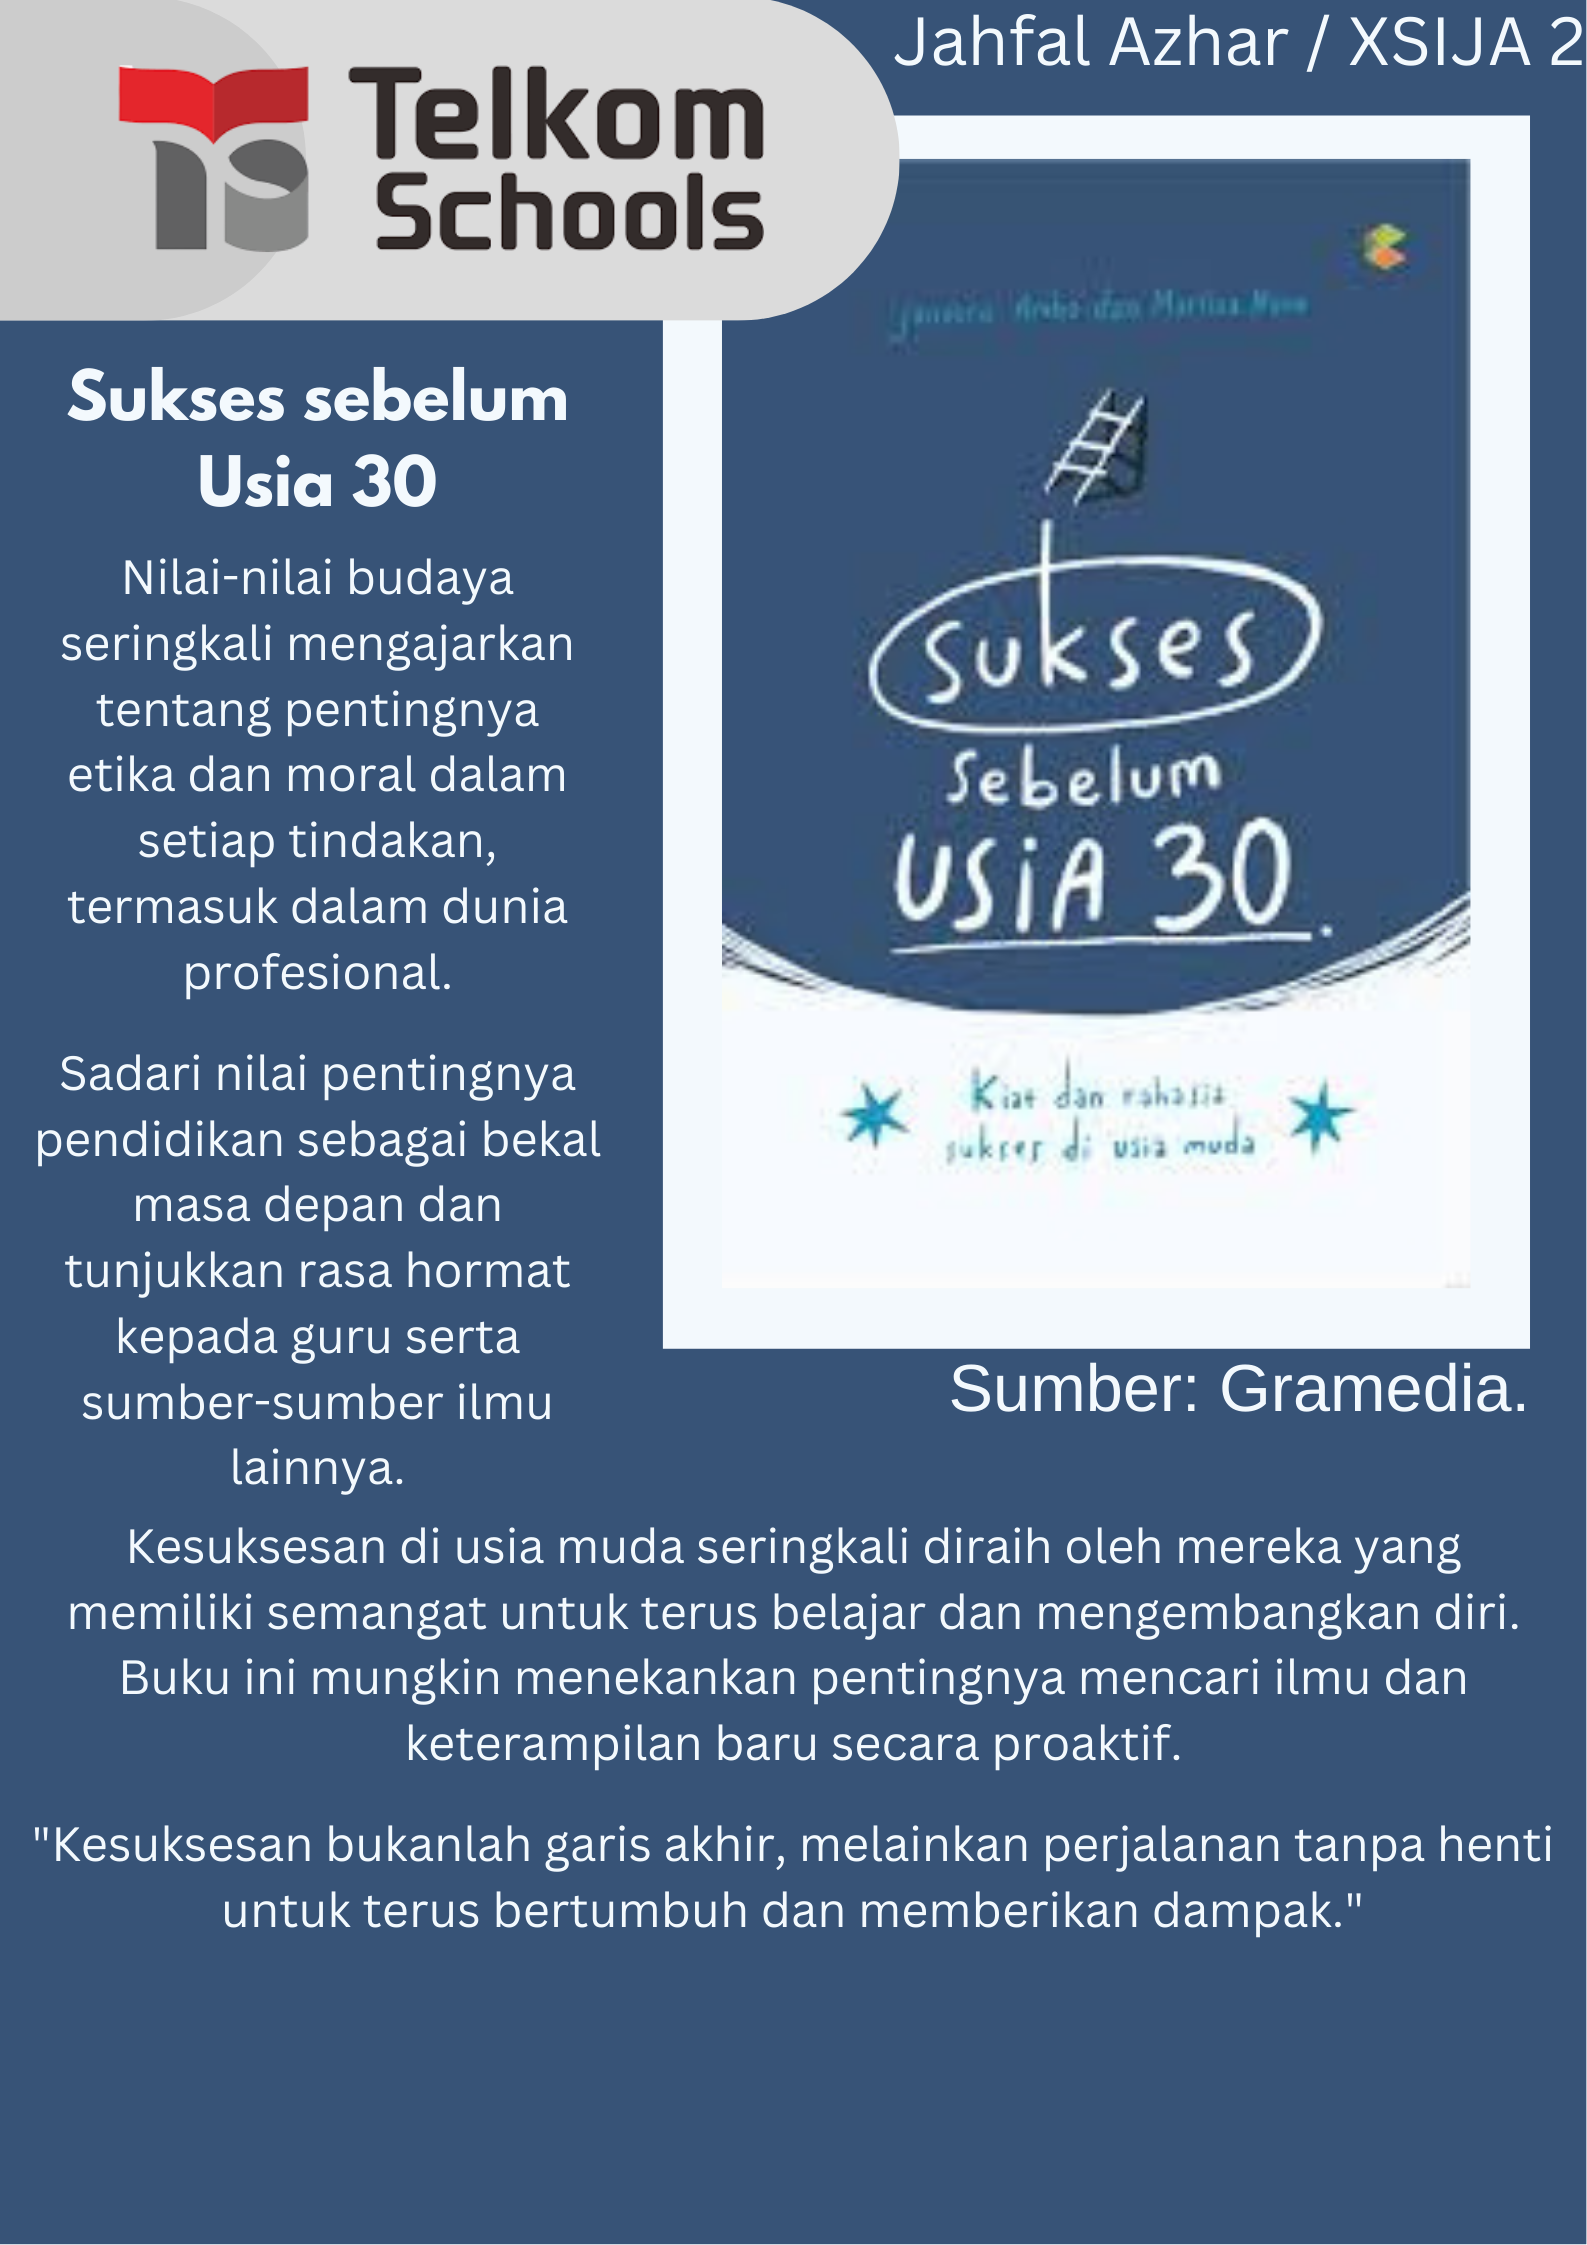 Jahfal Azhar / XSIJA 2
Telkom
Schools
Sukses sebelum
Usia 30
Nilai-nilai budaya
seringkali mengajarkan
tentang pentingnya
etika dan moral dalam
setiap tindakan,
termasuk dalam dunia
profesional.
Sadari nilai pentingnya
pendidikan sebagai bekal
masa depan dan
tunjukkan rasa hormat
kepada guru serta
sumber-sumber ilmu
lainnya.
dan
sukses
sebelum
USiA 30.
Kiat dan rahasia
sukses di usia muda
Sumber: Gramedia.
Kesuksesan di usia muda seringkali diraih oleh mereka yang
memiliki semangat untuk terus belajar dan mengembangkan diri.
Buku ini mungkin menekankan pentingnya mencari ilmu dan
keterampilan baru secara proaktif.
"Kesuksesan bukanlah garis akhir, melainkan perjalanan tanpa henti
untuk terus bertumbuh dan memberikan dampak."